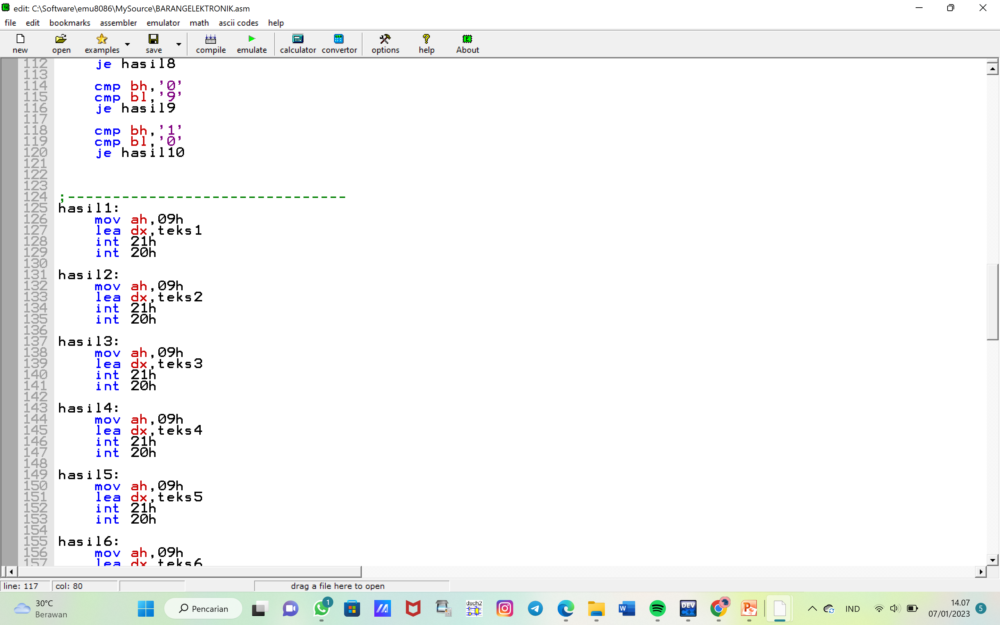 edit: C:\Software\emu8086\MySource\BARANGELEKTRONIK.asm
file edit bookmarks assembler emulator math ascii codes help
new open examples save compile emulate calculator convertor options help About
112 je hasil8
113
114 cmp bh,'0'
115 cmp bl,'9'
116 je hasil9
117
118 cmp bh,'1'
119 cmp bl,'0'
120 je hasil10
121
122
123
124 ;-------------------------------
125 hasil1:
126 mov ah,09h
127 lea dx,teks1
128 int 21h
129 int 20h
130
131 hasil2:
132 mov ah,09h
133 lea dx,teks2
134 int 21h
135 int 20h
136
137 hasil3:
138 mov ah,09h
139 lea dx,teks3
140 int 21h
141 int 20h
142
143 hasil4:
144 mov ah,09h
145 lea dx,teks4
146 int 21h
147 int 20h
148
149 hasil5:
150 mov ah,09h
151 lea dx,teks5
152 int 21h
153 int 20h
154
155 hasil6:
156 mov ah,09h
157 lea dx,teks6
line: 117 col: 80 drag a file here to open
30°C
Berawan
Pencarian
1
dsch2
W
DEV
C++
P
IND
14.07
07/01/2023
5